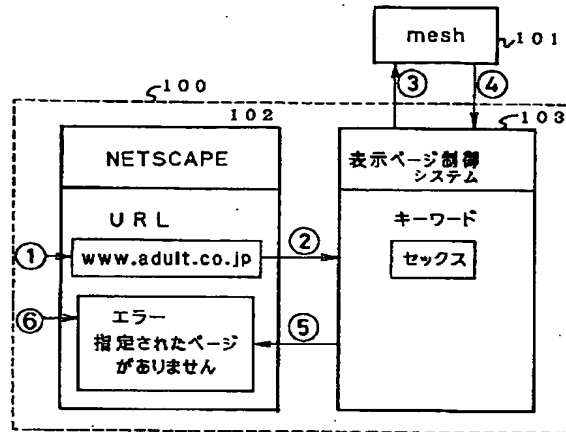 mesh
101
③
④
100
102
103
NETSCAPE
表示ページ制御
システム
URL
キーワード
①
www.adult.co.jp
②
セックス
⑥
エラー
指定されたページ
がありません
⑤